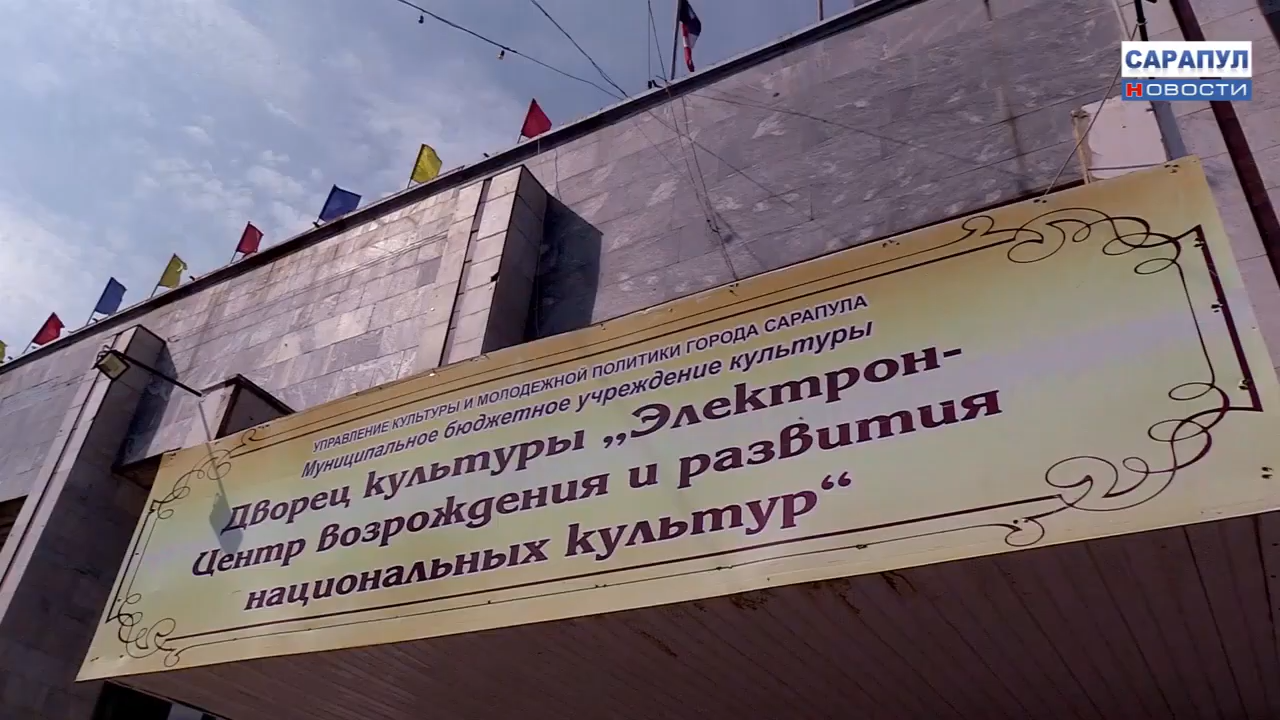 САРАПУЛ
НОВОСТИ
УПРАВЛЕНИЕ КУЛЬТУРЫ И МОЛОДЕЖНОЙ ПОЛИТИКИ ГОРОДА САРАПУЛА
Муниципальное бюджетное учреждение культуры
Дворец культуры „Электрон-
Центр возрождения и развития
национальных культур“